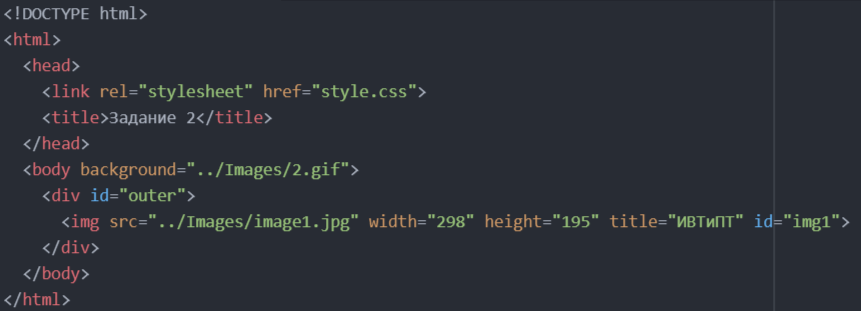 <!DOCTYPE html>
<html>
<head>
<link rel="stylesheet" href="style.css">
<title>Задание 2</title>
</head>
<body background="../Images/2.gif">
<div id="outer">
<img src="../Images/image1.jpg" width="298" height="195" title="ИВТиПТ" id="img1">
</div>
</body>
</html>